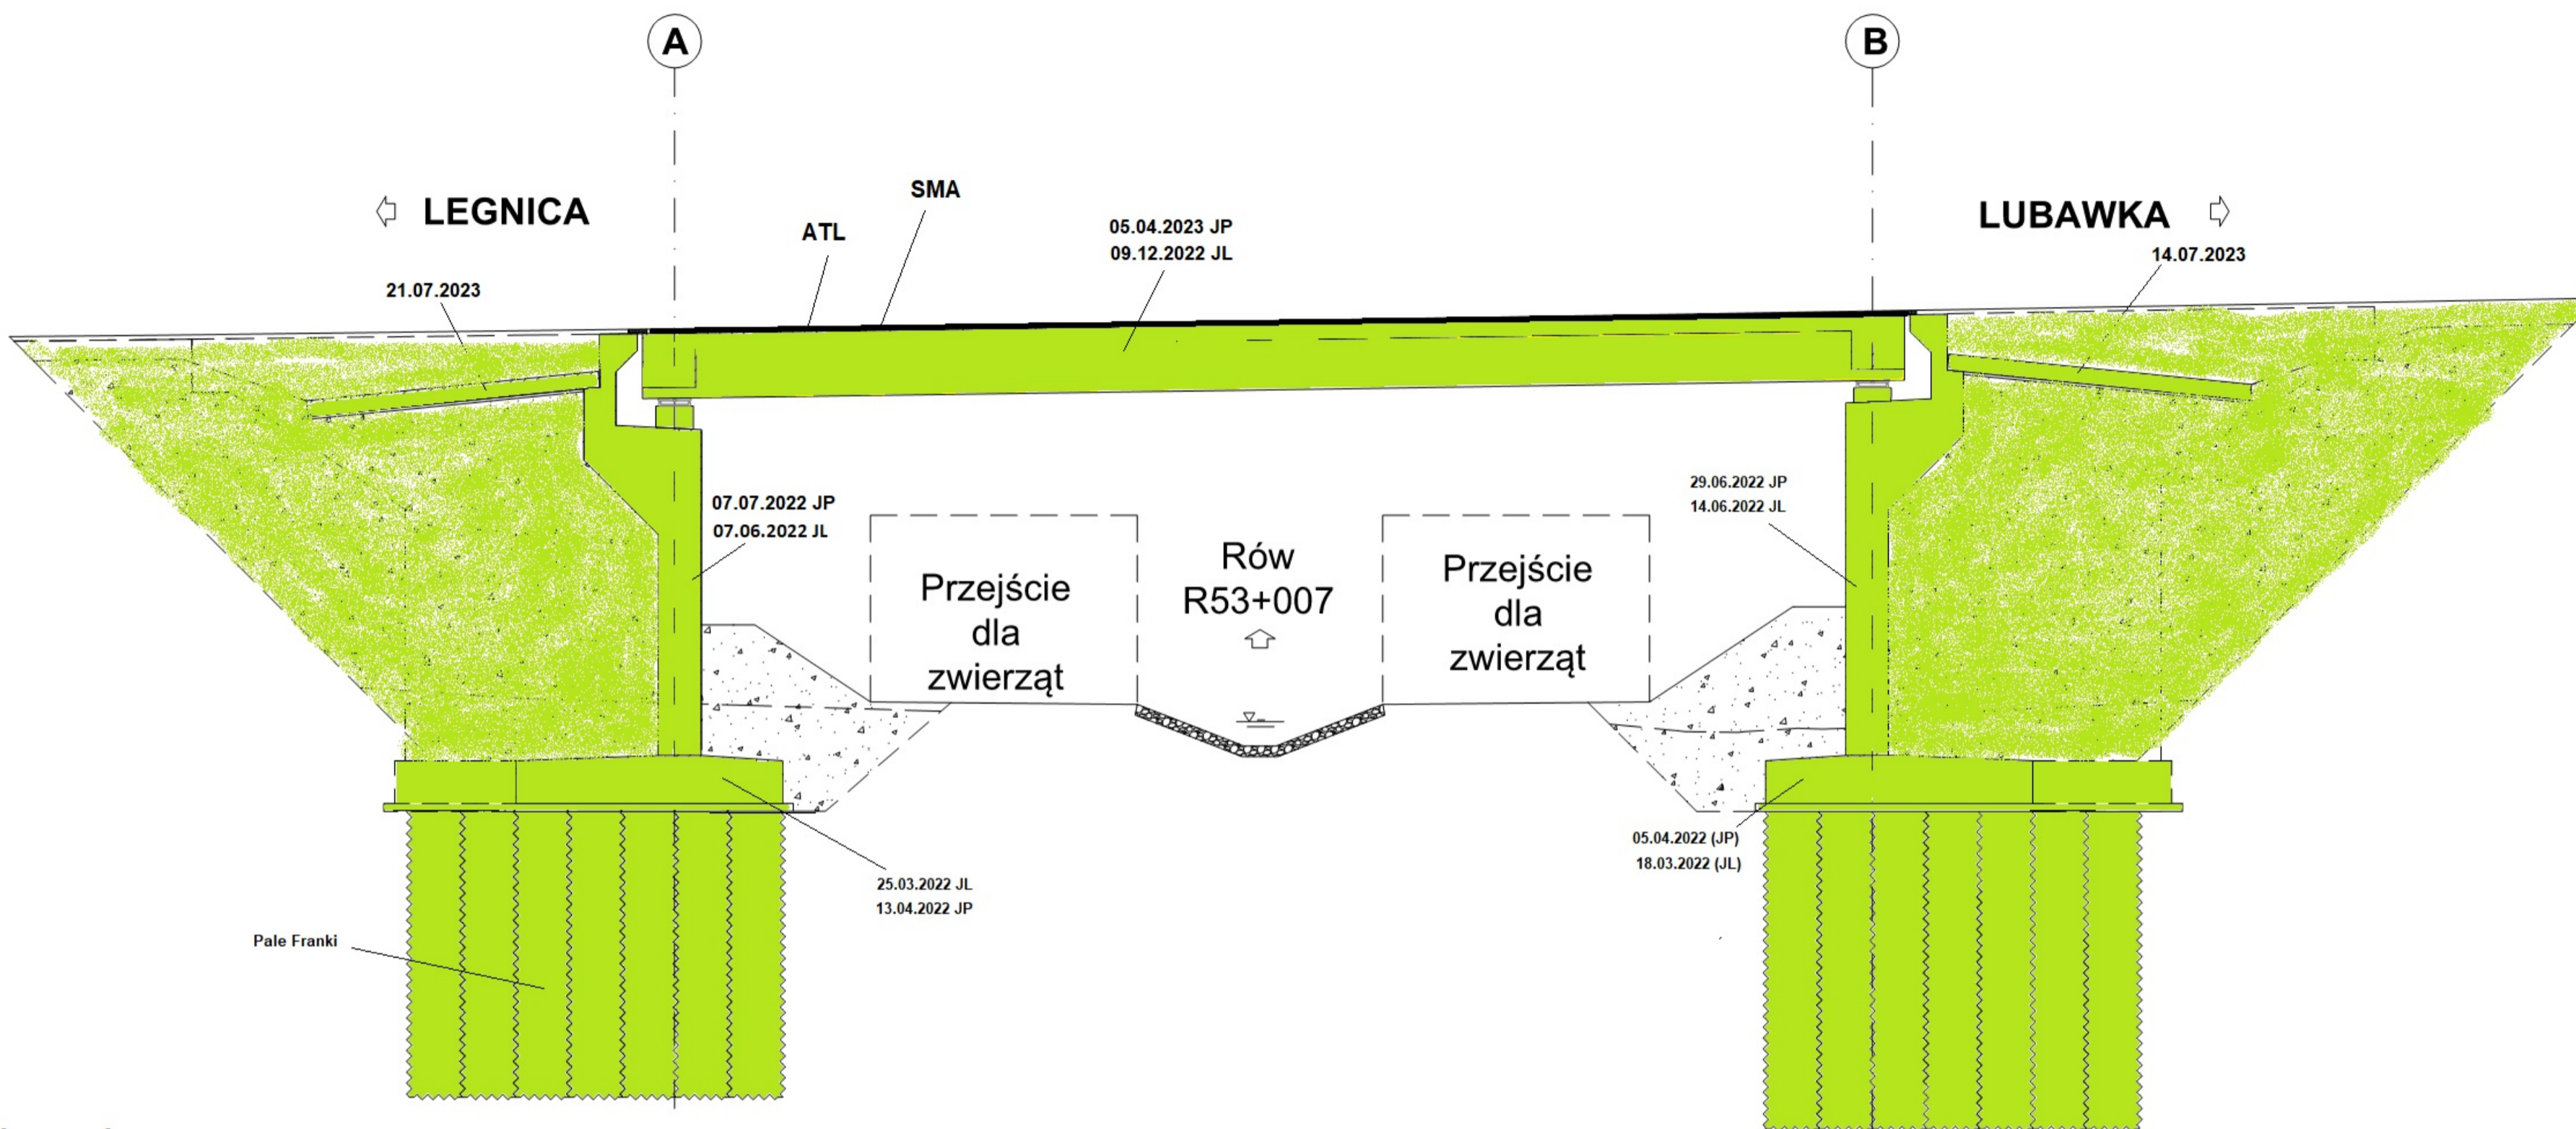 A
B
LEGNICA
LUBAWKA
SMA
ATL
05.04.2023 JP
09.12.2022 JL
14.07.2023
21.07.2023
07.07.2022 JP
07.06.2022 JL
29.06.2022 JP
14.06.2022 JL
Przejście
dla
zwierząt
Rów
R53+007
Przejście
dla
zwierząt
05.04.2022 (JP)
18.03.2022 (JL)
25.03.2022 JL
13.04.2022 JP
Pale Franki